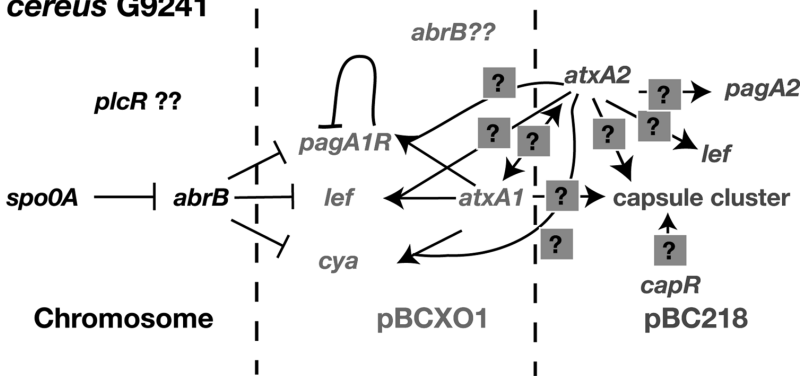 cereus G9241
abrB??
plcR ??
? atxA2 ? pagA2
pagA1R ? ? ? ? lef
spo0A abrB lef atxA1 ? capsule cluster
cya ? ?
capR
Chromosome pBCXO1 pBC218